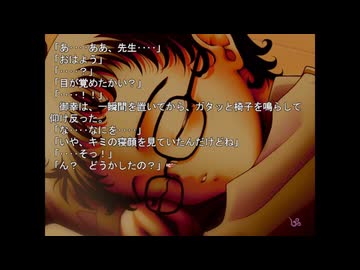 「あ‥‥ああ、先生‥‥」
「おはよう」
「‥‥？」
「目が覚めたかい？」
「‥‥！！」
　御幸は、一瞬間を置いてから、ガタッと椅子を鳴らして
仰け反った。
「な‥‥なにを‥‥」
「いや、キミの寝顔を見ていたんだけどね」
「‥‥そっ！」
「ん？　どうかしたの？」